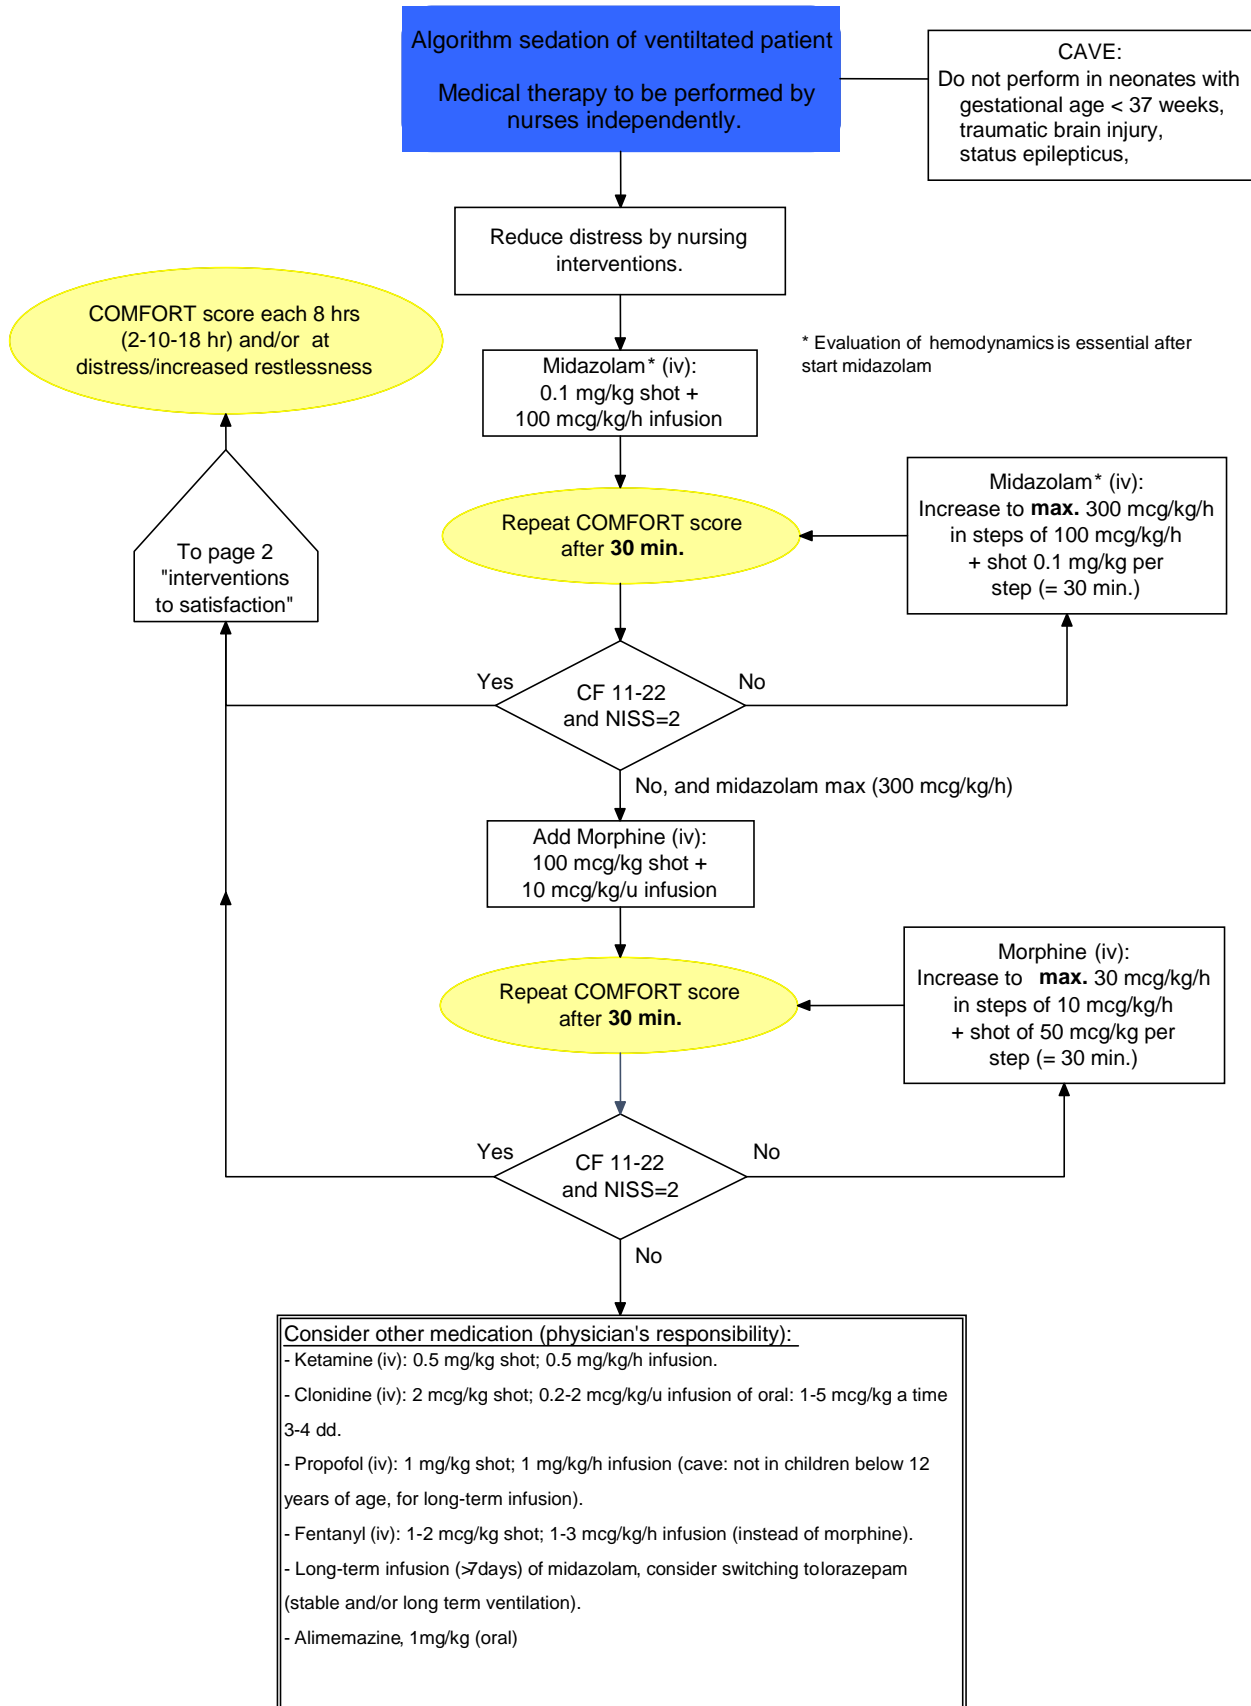 Algorithm sedation of ventiltated patient
Medical therapy to be performed by
nurses independently.
CAVE:
Do not perform in neonates with
gestational age < 37 weeks,
traumatic brain injury,
status epilepticus,
Reduce distress by nursing
interventions.
COMFORT score each 8 hrs
(2-10-18 hr) and/or at
distress/increased restlessness
* Evaluation of hemodynamics is essential after
start midazolam
Midazolam* (iv):
0.1 mg/kg shot +
100 mcg/kg/h infusion
Midazolam* (iv):
Increase to max. 300 mcg/kg/h
in steps of 100 mcg/kg/h
+ shot 0.1 mg/kg per
step (= 30 min.)
Repeat COMFORT score
after 30 min.
To page 2
"interventions
to satisfaction"
Yes
CF 11-22
and NISS=2
No
No, and midazolam max (300 mcg/kg/h)
Add Morphine (iv):
100 mcg/kg shot +
10 mcg/kg/u infusion
Morphine (iv):
Increase to max. 30 mcg/kg/h
in steps of 10 mcg/kg/h
+ shot of 50 mcg/kg per
step (= 30 min.)
Repeat COMFORT score
after 30 min.
Yes
CF 11-22
and NISS=2
No
No
Consider other medication (physician's responsibility):
- Ketamine (iv): 0.5 mg/kg shot; 0.5 mg/kg/h infusion.
- Clonidine (iv): 2 mcg/kg shot; 0.2-2 mcg/kg/u infusion of oral: 1-5 mcg/kg a time
3-4 dd.
- Propofol (iv): 1 mg/kg shot; 1 mg/kg/h infusion (cave: not in children below 12
years of age, for long-term infusion).
- Fentanyl (iv): 1-2 mcg/kg shot; 1-3 mcg/kg/h infusion (instead of morphine).
- Long-term infusion (>7days) of midazolam, consider switching tolorazepam
(stable and/or long term ventilation).
- Alimemazine, 1mg/kg (oral)